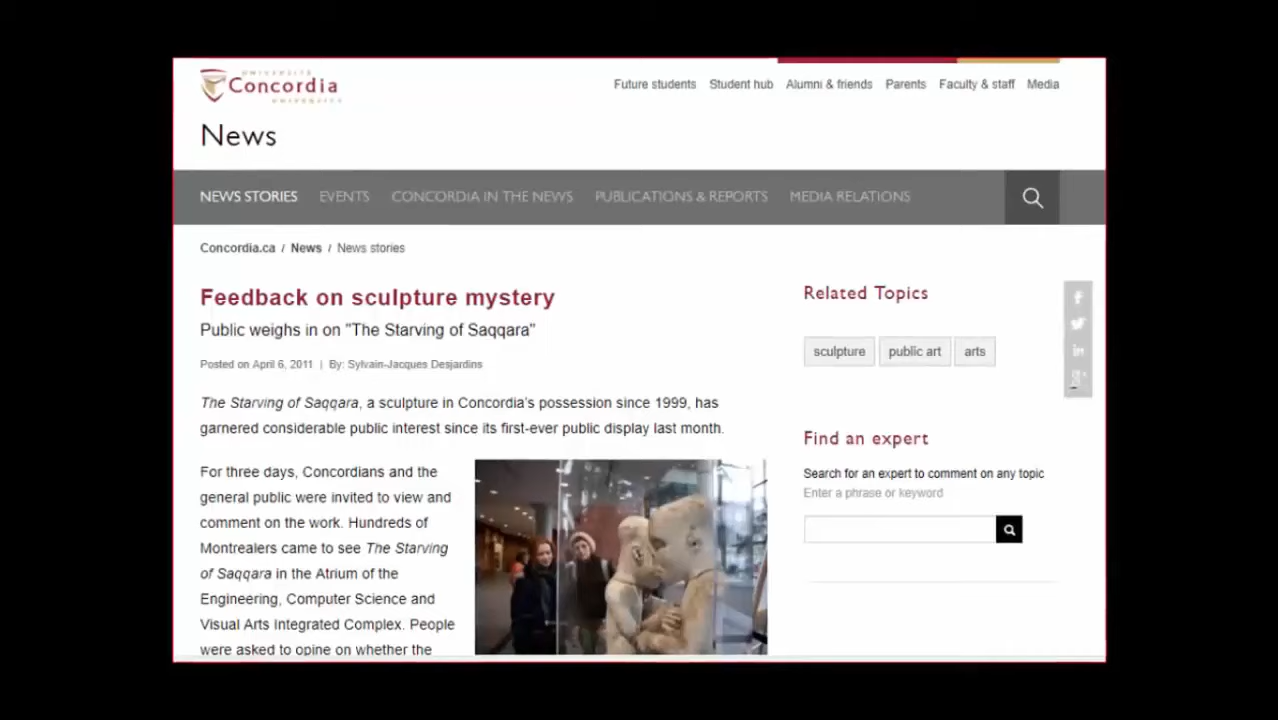 UNIVERSITÉ
Concordia
UNIVERSITY
Future students Student hub Alumni & friends Parents Faculty & staff Media
News
NEWS STORIES EVENTS CONCORDIA IN THE NEWS PUBLICATIONS & REPORTS MEDIA RELATIONS
Concordia.ca / News / News stories
Feedback on sculpture mystery
Public weighs in on "The Starving of Saqqara"
Posted on April 6, 2011 | By: Sylvain-Jacques Desjardins
The Starving of Saqqara, a sculpture in Concordia's possession since 1999, has
garnered considerable public interest since its first-ever public display last month.
For three days, Concordians and the
general public were invited to view and
comment on the work. Hundreds of
Montrealers came to see The Starving
of Saqqara in the Atrium of the
Engineering, Computer Science and
Visual Arts Integrated Complex. People
were asked to opine on whether the
Related Topics
sculpture public art arts
Find an expert
Search for an expert to comment on any topic
Enter a phrase or keyword